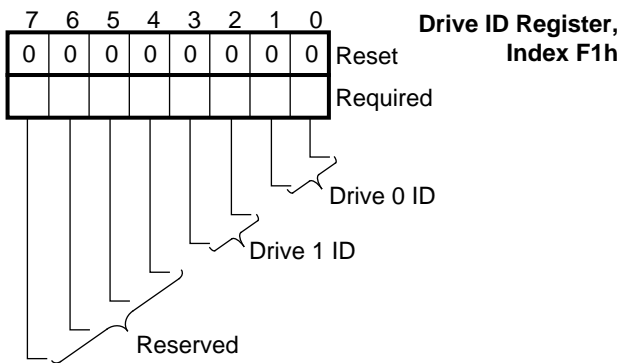 7 6 5 4 3 2 1 0
Drive ID Register,
Index F1h
0 0 0 0 0 0 0 0 Reset
Required
Drive 0 ID
Drive 1 ID
Reserved